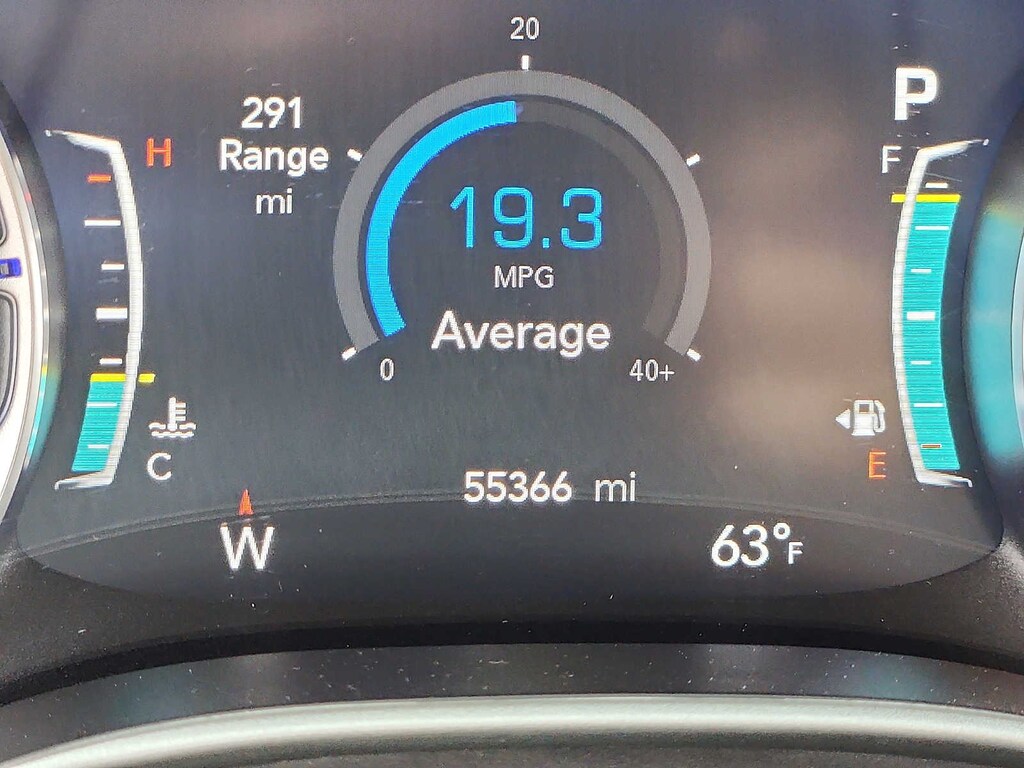 20
291
Range
mi
H
P
F
19.3
MPG
Average
0
40+
C
E
55366 mi
W
63°F